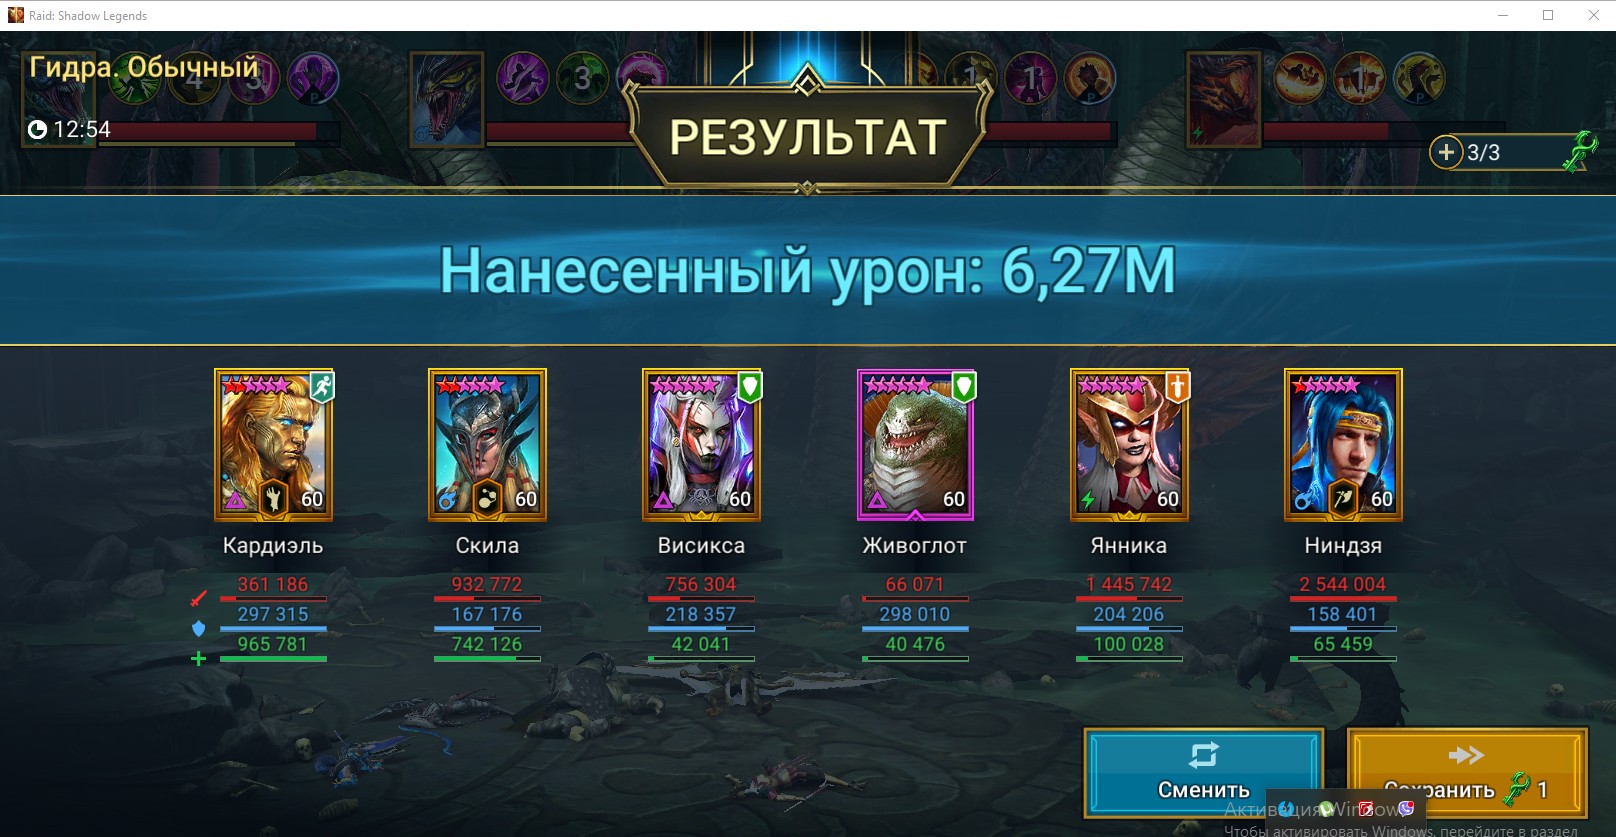 Raid: Shadow Legends
Гидра. Обычный
12:54
4 3 3 1 1 1
P P P P
РЕЗУЛЬТАТ
3/3
Нанесенный урон: 6,27М
60 60 60 60 60 60
Кардиэль Скила Висикса Живоглот Янника Ниндзя
361 186 932 772 756 304 66 071 1 445 742 2 544 004
297 315 167 176 218 357 298 010 204 206 158 401
965 781 742 126 42 041 40 476 100 028 65 459
Сменить
Сохранить 1
Активация Windows
Чтобы активировать Windows, перейдите в раздел